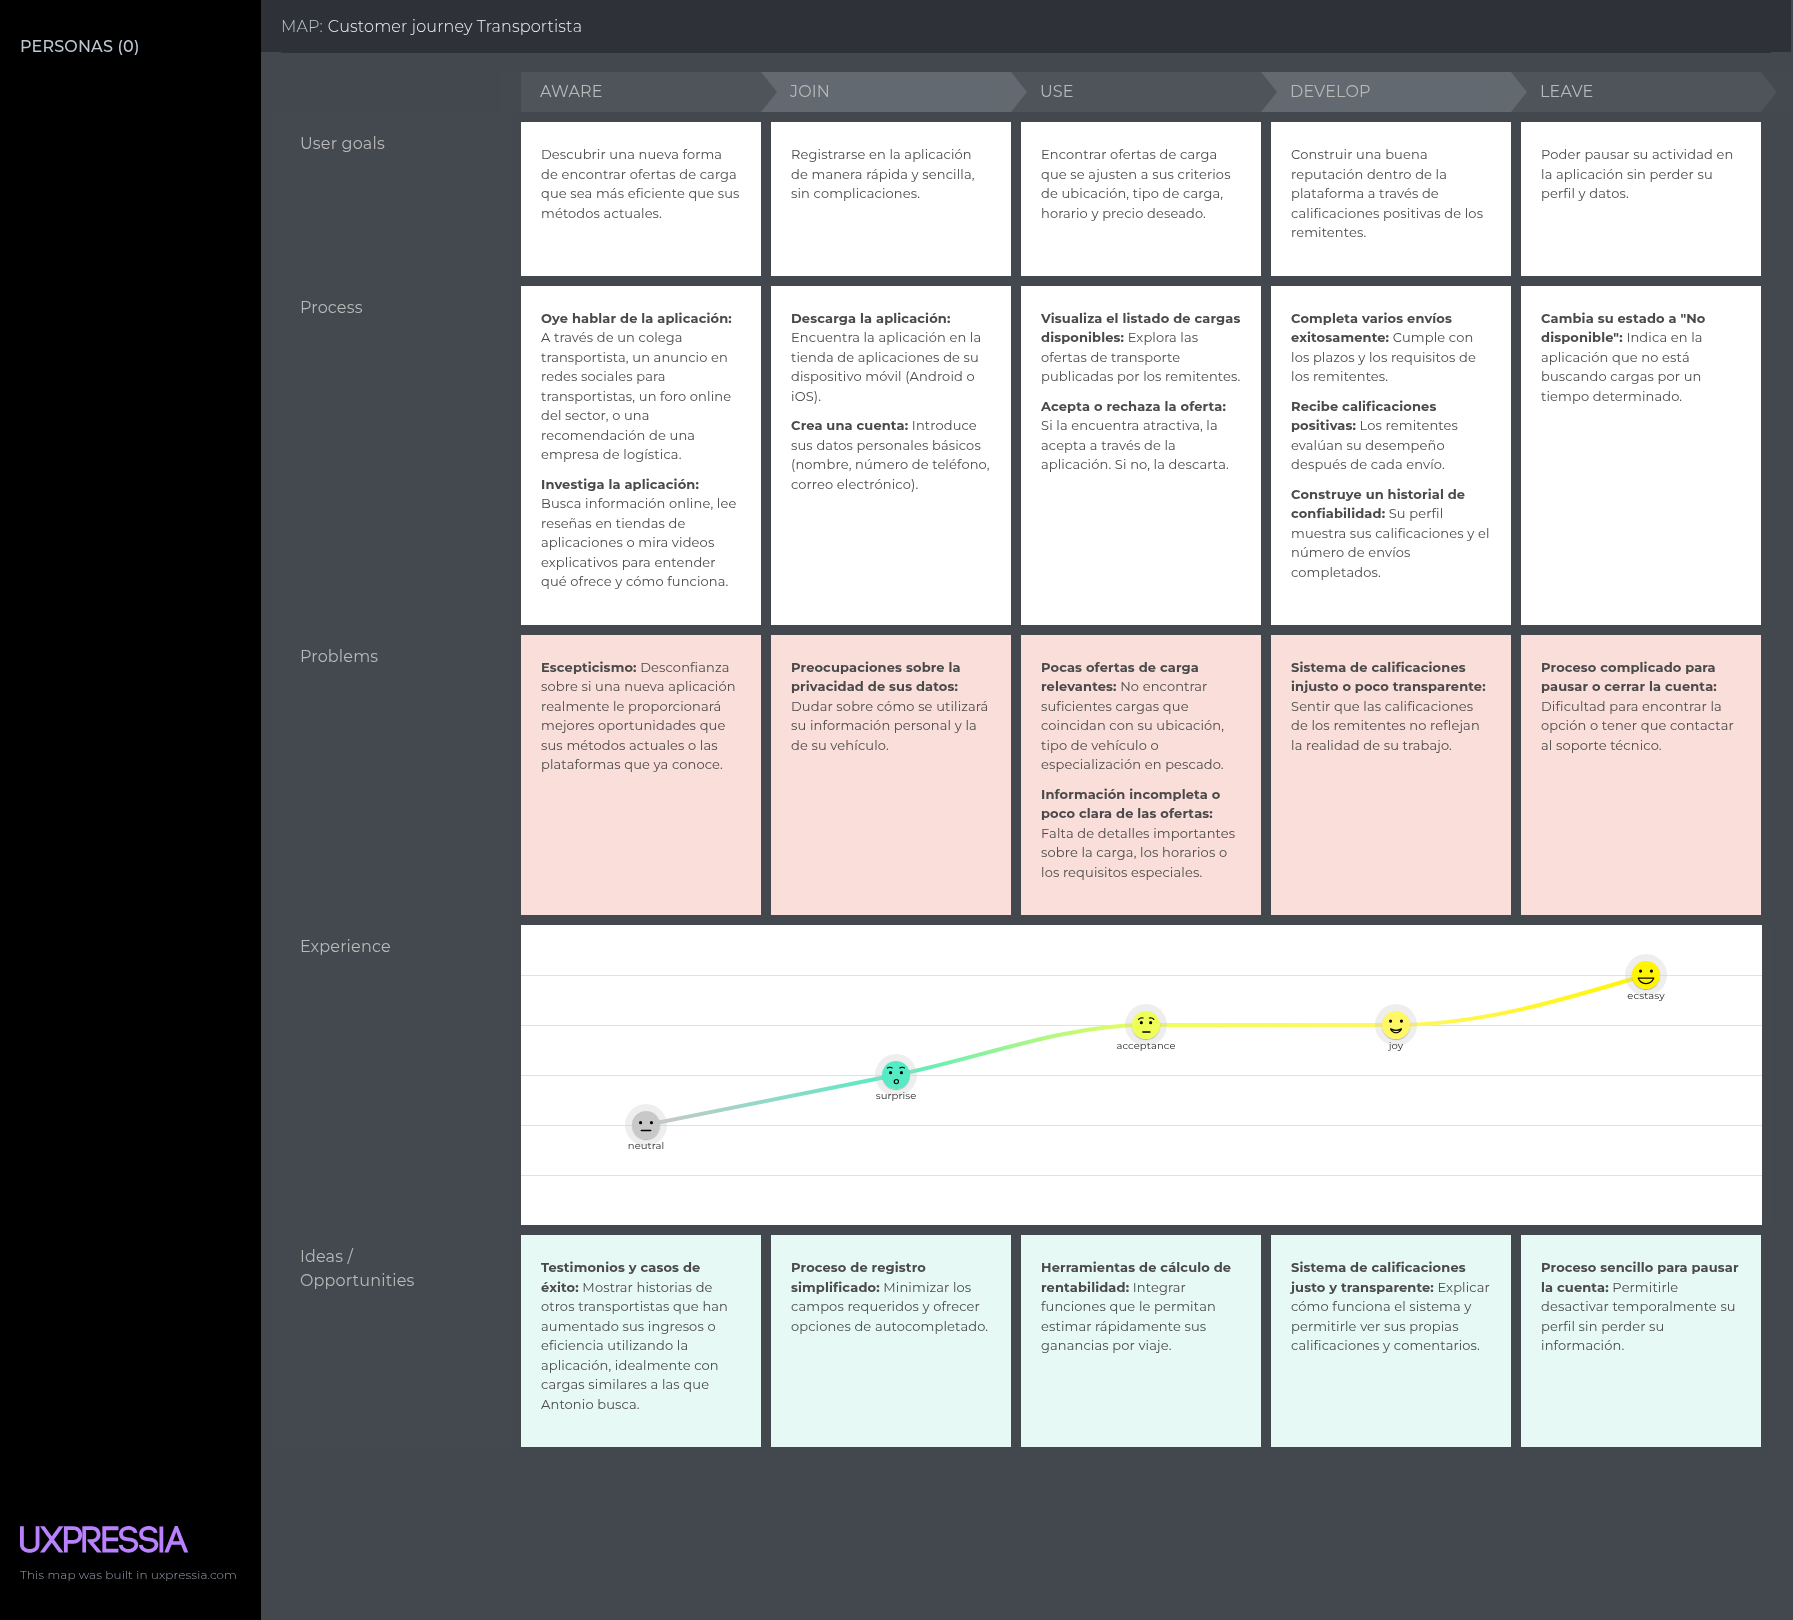 PERSONAS (0)
MAP: Customer journey Transportista
AWARE
JOIN
USE
DEVELOP
LEAVE
User goals
Descubrir una nueva forma
de encontrar ofertas de carga
que sea más eficiente que sus
métodos actuales.
Registrarse en la aplicación
de manera rápida y sencilla,
sin complicaciones.
Encontrar ofertas de carga
que se ajusten a sus criterios
de ubicación, tipo de carga,
horario y precio deseado.
Construir una buena
reputación dentro de la
plataforma a través de
calificaciones positivas de los
remitentes.
Poder pausar su actividad en
la aplicación sin perder su
perfil y datos.
Process
Oye hablar de la aplicación:
A través de un colega
transportista, un anuncio en
redes sociales para
transportistas, un foro online
del sector, o una
recomendación de una
empresa de logística.
Investiga la aplicación:
Busca información online, lee
reseñas en tiendas de
aplicaciones o mira videos
explicativos para entender
qué ofrece y cómo funciona.
Descarga la aplicación:
Encuentra la aplicación en la
tienda de aplicaciones de su
dispositivo móvil (Android o
iOS).
Crea una cuenta: Introduce
sus datos personales básicos
(nombre, número de teléfono,
correo electrónico).
Visualiza el listado de cargas
disponibles: Explora las
ofertas de transporte
publicadas por los remitentes.
Acepta o rechaza la oferta:
Si la encuentra atractiva, la
acepta a través de la
aplicación. Si no, la descarta.
Completa varios envíos
exitosamente: Cumple con
los plazos y los requisitos de
los remitentes.
Recibe calificaciones
positivas: Los remitentes
evalúan su desempeño
después de cada envío.
Construye un historial de
confiabilidad: Su perfil
muestra sus calificaciones y el
número de envíos
completados.
Cambia su estado a "No
disponible": Indica en la
aplicación que no está
buscando cargas por un
tiempo determinado.
Problems
Escepticismo: Desconfianza
sobre si una nueva aplicación
realmente le proporcionará
mejores oportunidades que
sus métodos actuales o las
plataformas que ya conoce.
Preocupaciones sobre la
privacidad de sus datos:
Dudar sobre cómo se utilizará
su información personal y la
de su vehículo.
Pocas ofertas de carga
relevantes: No encontrar
suficientes cargas que
coincidan con su ubicación,
tipo de vehículo o
especialización en pescado.
Información incompleta o
poco clara de las ofertas:
Falta de detalles importantes
sobre la carga, los horarios o
los requisitos especiales.
Sistema de calificaciones
injusto o poco transparente:
Sentir que las calificaciones
de los remitentes no reflejan
la realidad de su trabajo.
Proceso complicado para
pausar o cerrar la cuenta:
Dificultad para encontrar la
opción o tener que contactar
al soporte técnico.
Experience
neutral
surprise
acceptance
joy
ecstasy
Ideas /
Opportunities
Testimonios y casos de
éxito: Mostrar historias de
otros transportistas que han
aumentado sus ingresos o
eficiencia utilizando la
aplicación, idealmente con
cargas similares a las que
Antonio busca.
Proceso de registro
simplificado: Minimizar los
campos requeridos y ofrecer
opciones de autocompletado.
Herramientas de cálculo de
rentabilidad: Integrar
funciones que le permitan
estimar rápidamente sus
ganancias por viaje.
Sistema de calificaciones
justo y transparente: Explicar
cómo funciona el sistema y
permitirle ver sus propias
calificaciones y comentarios.
Proceso sencillo para pausar
la cuenta: Permitirle
desactivar temporalmente su
perfil sin perder su
información.
UXPRESSIA
This map was built in uxpressia.com